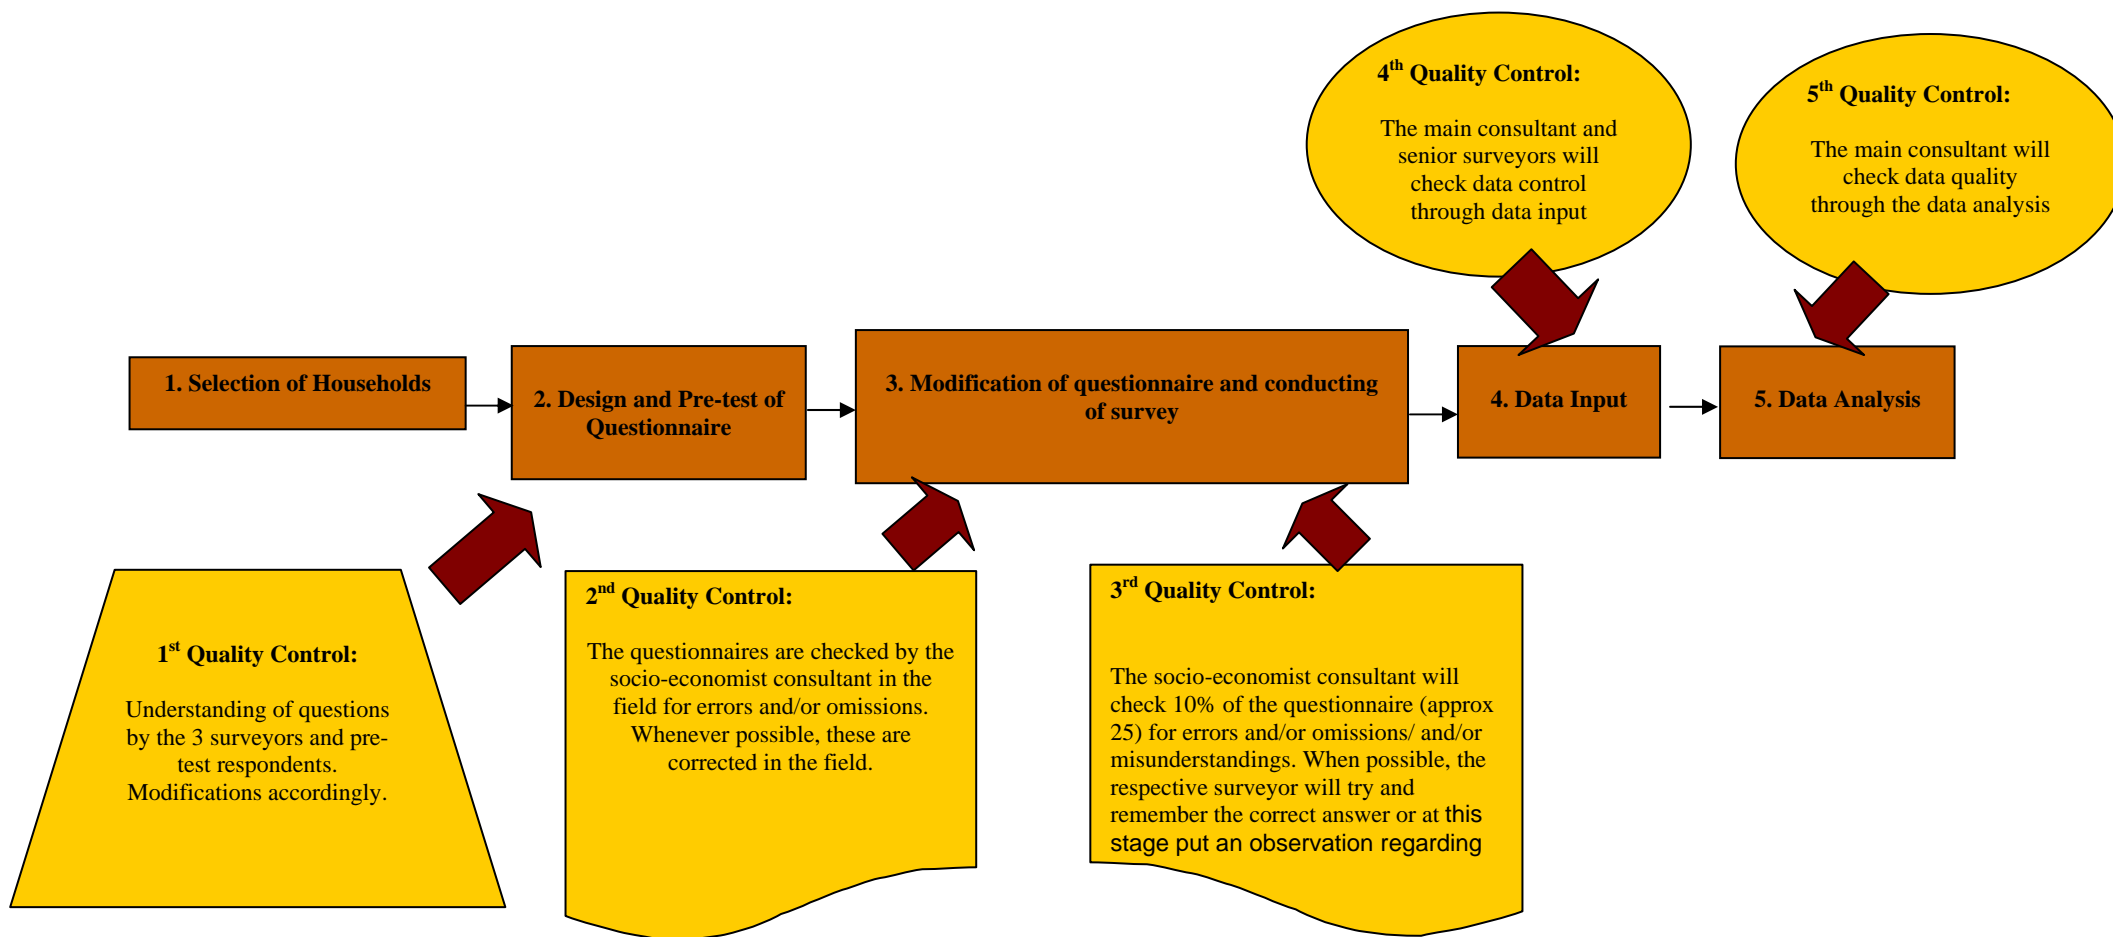 4th Quality Control:
The main consultant and
senior surveyors will
check data control
through data input
5th Quality Control:
The main consultant will
check data quality
through the data analysis
1. Selection of Households
2. Design and Pre-test of
Questionnaire
3. Modification of questionnaire and conducting
of survey
4. Data Input
5. Data Analysis
1st Quality Control:
Understanding of questions
by the 3 surveyors and pre-
test respondents.
Modifications accordingly.
2nd Quality Control:
The questionnaires are checked by the
socio-economist consultant in the
field for errors and/or omissions.
Whenever possible, these are
corrected in the field.
3rd Quality Control:
The socio-economist consultant will
check 10% of the questionnaire (approx
25) for errors and/or omissions/ and/or
misunderstandings. When possible, the
respective surveyor will try and
remember the correct answer or at this
stage put an observation regarding